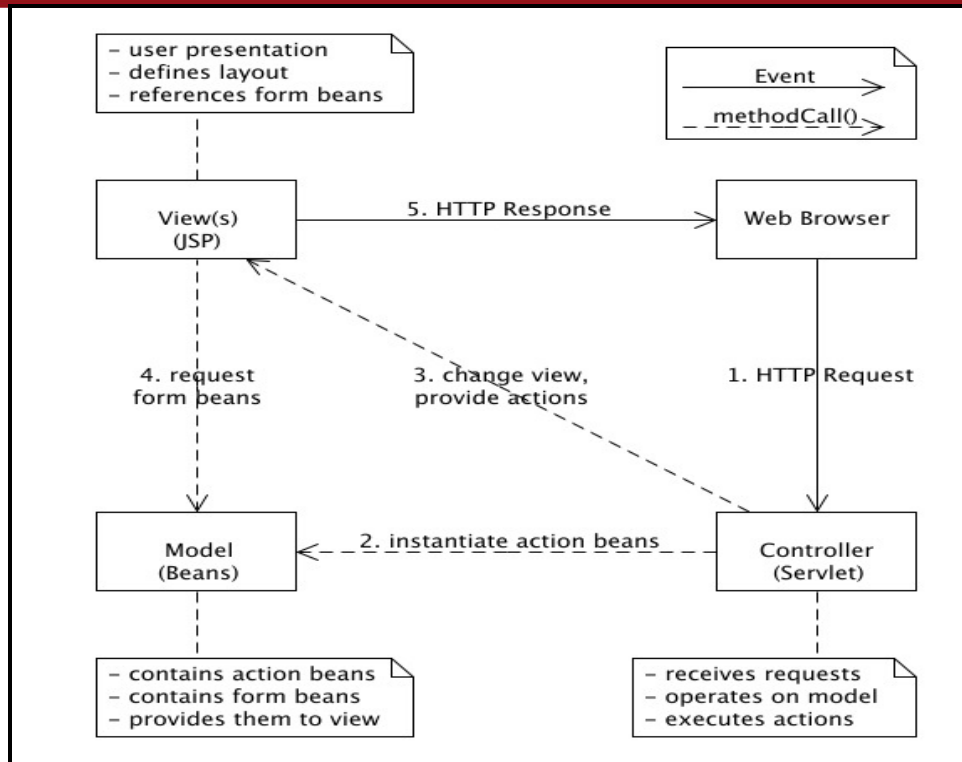 – user presentation
– defines layout
– references form beans
Event
methodCall()
View(s)
(JSP)
5. HTTP Response
Web Browser
4. request
form beans
3. change view,
provide actions
1. HTTP Request
Model
(Beans)
2. instantiate action beans
Controller
(Servlet)
– contains action beans
– contains form beans
– provides them to view
– receives requests
– operates on model
– executes actions